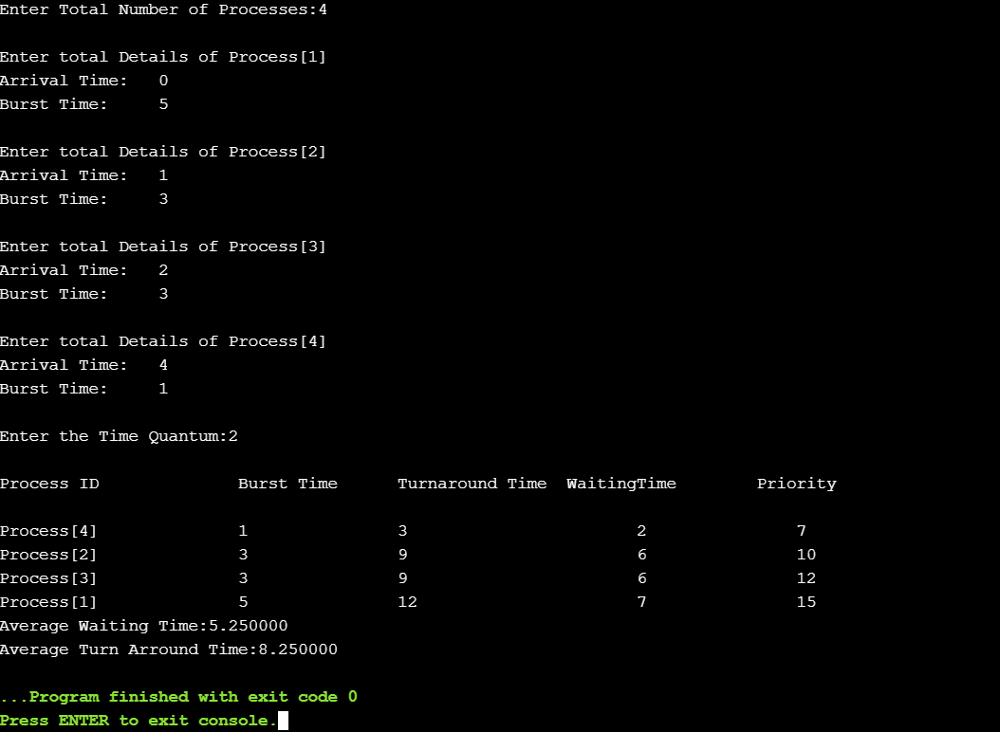 Enter Total Number of Processes:4
Enter total Details of Process[1]
Arrival Time:   0
Burst Time:     5
Enter total Details of Process[2]
Arrival Time:   1
Burst Time:     3
Enter total Details of Process[3]
Arrival Time:   2
Burst Time:     3
Enter total Details of Process[4]
Arrival Time:   4
Burst Time:     1
Enter the Time Quantum:2
Process ID              Burst Time      Turnaround Time  WaitingTime        Priority
Process[4]              1               3                       2               7
Process[2]              3               9                       6               10
Process[3]              3               9                       6               12
Process[1]              5               12                      7               15
Average Waiting Time:5.250000
Average Turn Arround Time:8.250000
...Program finished with exit code 0
Press ENTER to exit console.